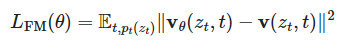 L_FM(θ) = 𝔼_{t,p_t(z_t)} ‖v_θ(z_t, t) − v(z_t, t)‖²